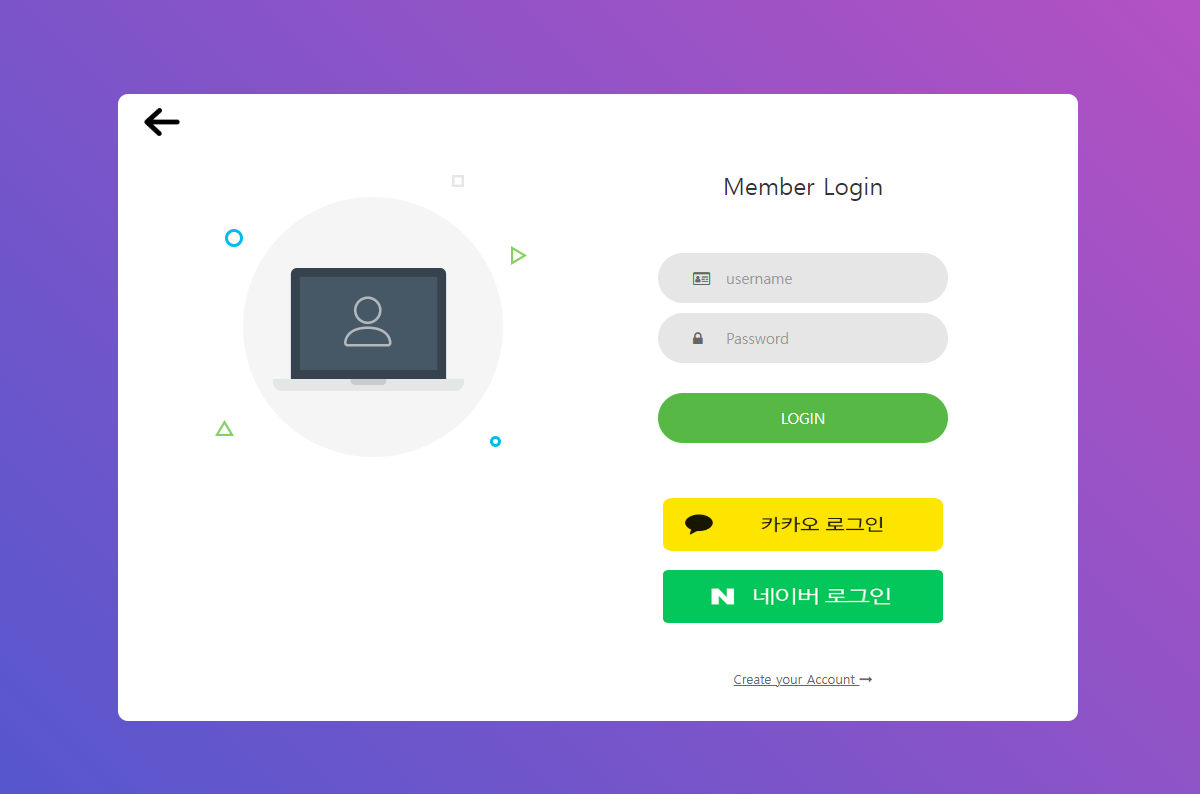 Member Login
username
Password
LOGIN
카카오 로그인
N 네이버 로그인
Create your Account